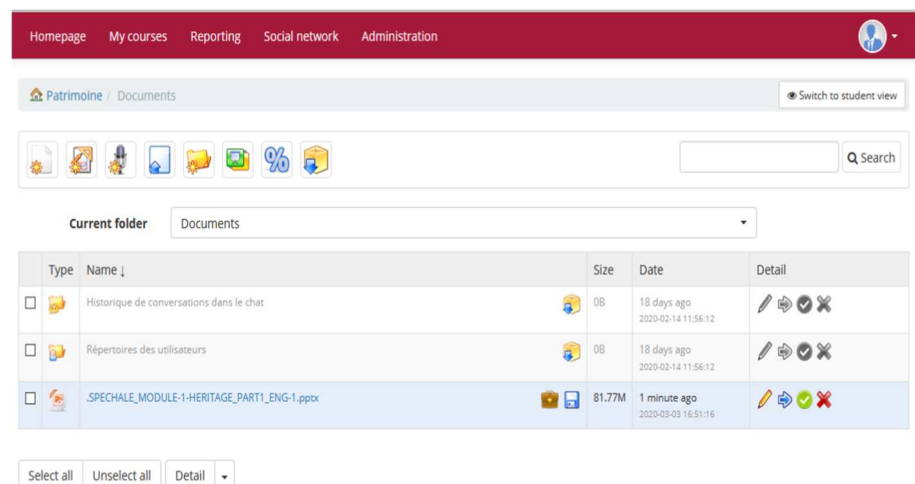 Homepage My courses Reporting Social network Administration
Patrimoine / Documents Switch to student view
Search
Current folder Documents
Type Name ↓ Size Date Detail
Historique de conversations dans le chat 0B 18 days ago
2020-02-14 11:56:12
Répertoires des utilisateurs 0B 18 days ago
2020-02-14 11:56:12
.SPECHALE_MODULE-1-HERITAGE_PART1_ENG-1.pptx 81.77M 1 minute ago
2020-03-03 16:51:16
Select all Unselect all Detail